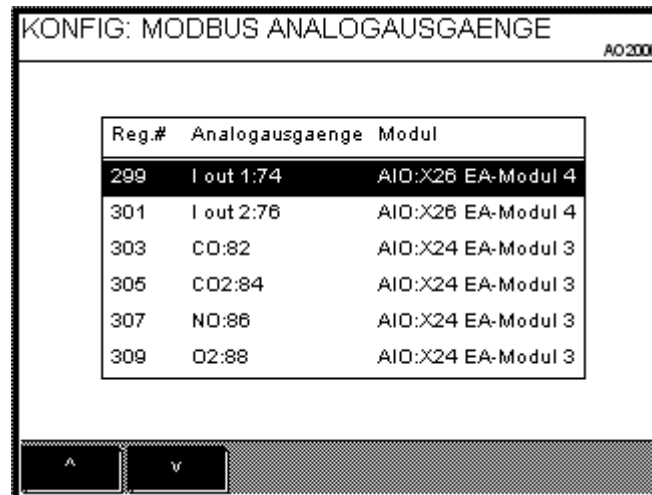 KONFIG: MODBUS ANALOGAUSGAENGE
AO200
Reg.# Analogausgaenge Modul
299 I out 1:74 AIO:X26 EA-Modul 4
301 I out 2:76 AIO:X26 EA-Modul 4
303 CO:82 AIO:X24 EA-Modul 3
305 CO2:84 AIO:X24 EA-Modul 3
307 NO:86 AIO:X24 EA-Modul 3
309 O2:88 AIO:X24 EA-Modul 3
^ v